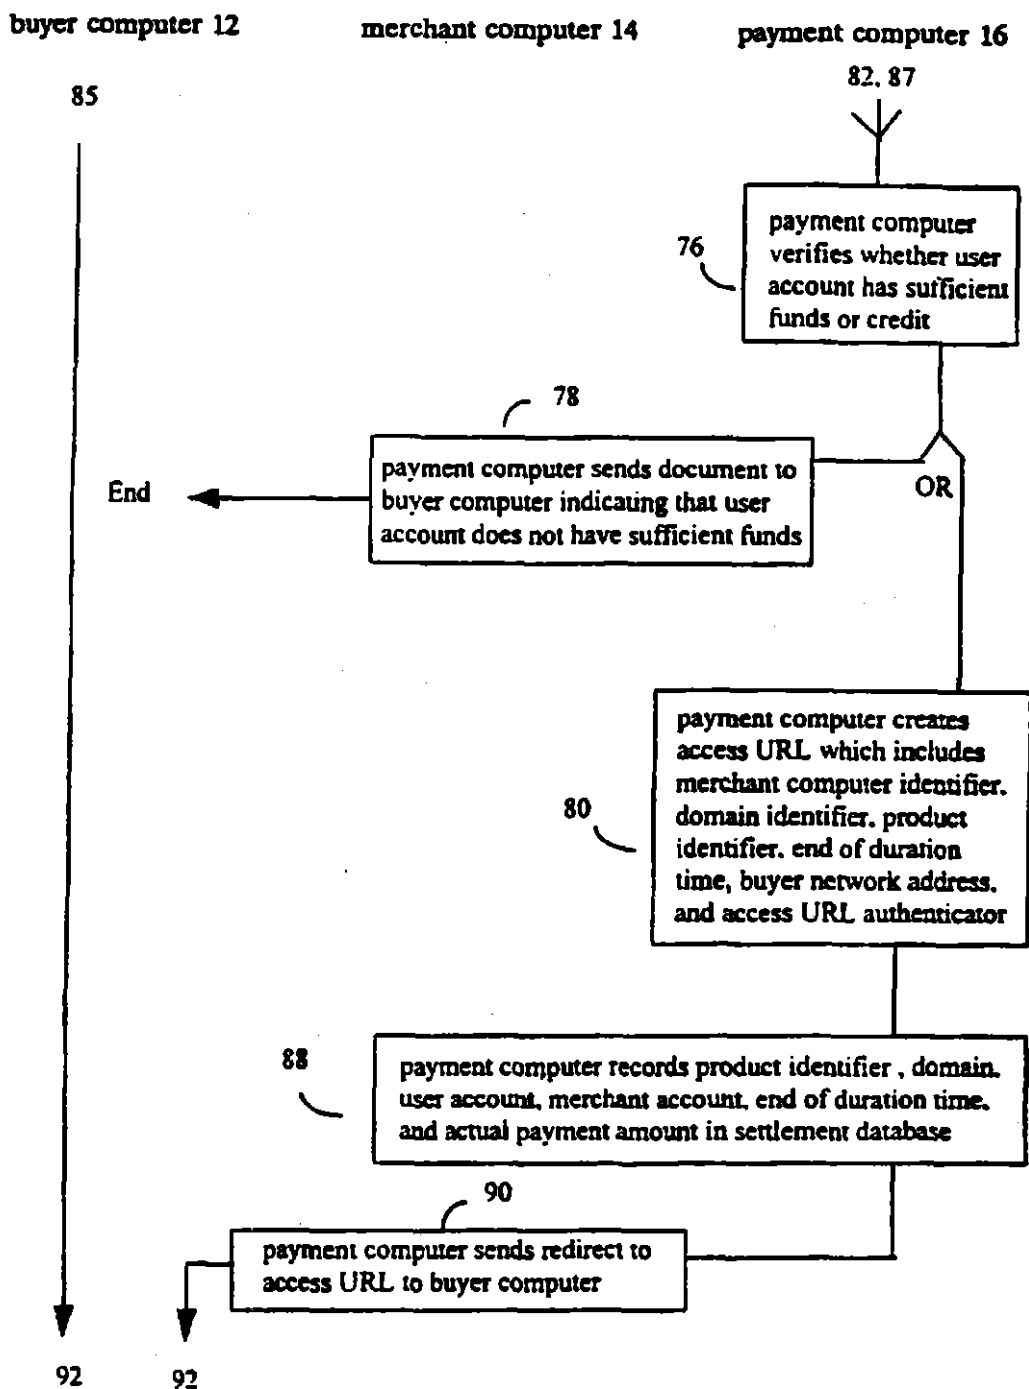 buyer computer 12
merchant computer 14
payment computer 16
82, 87
85
payment computer
verifies whether user
account has sufficient
funds or credit
76
78
payment computer sends document to
buyer computer indicating that user
account does not have sufficient funds
End
OR
payment computer creates
access URL which includes
merchant computer identifier,
domain identifier, product
identifier, end of duration
time, buyer network address,
and access URL authenticator
80
88
payment computer records product identifier , domain,
user account, merchant account, end of duration time,
and actual payment amount in settlement database
90
payment computer sends redirect to
access URL to buyer computer
92
92